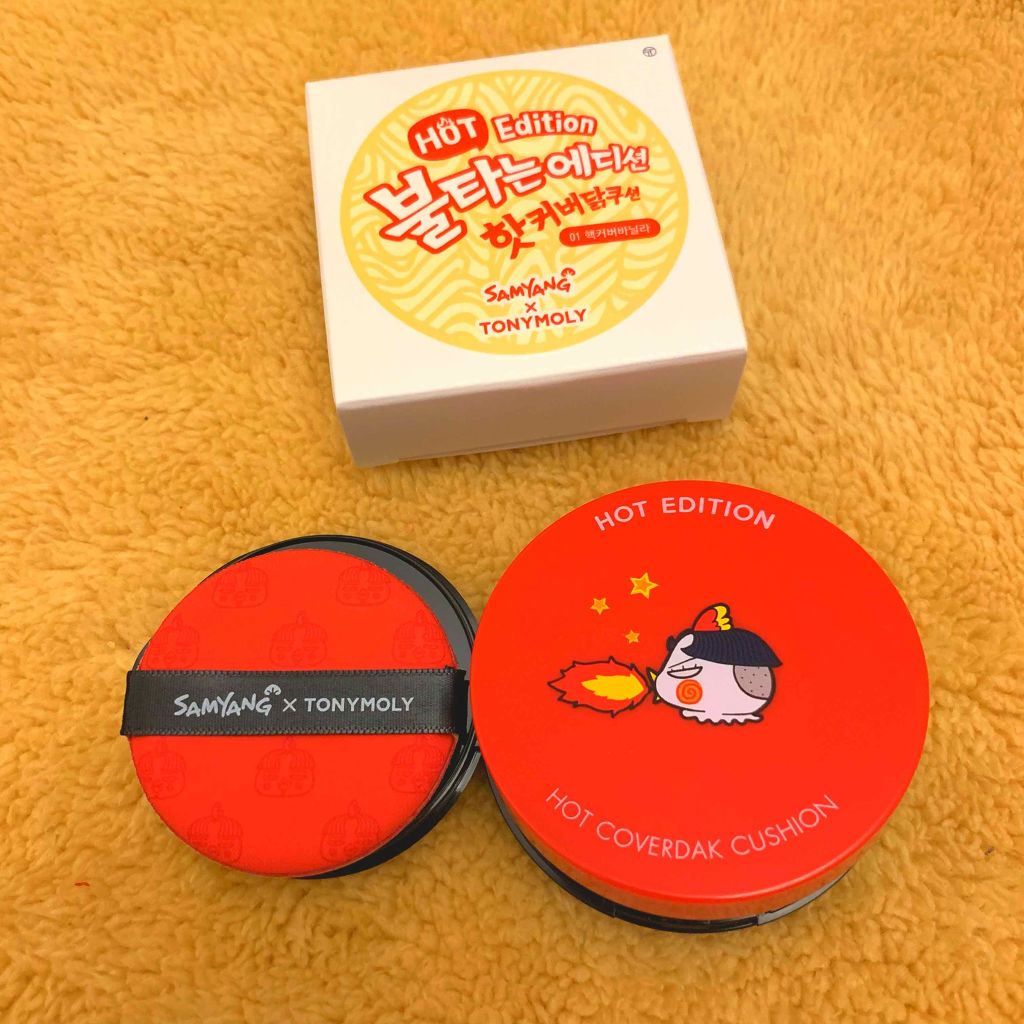 HOT Edition
불타는에디션
핫커버닭쿠션
01 핵커버바닐라
SAMYANG
×
TONYMOLY
SAMYANG × TONYMOLY
HOT EDITION
HOT COVERDAK CUSHION